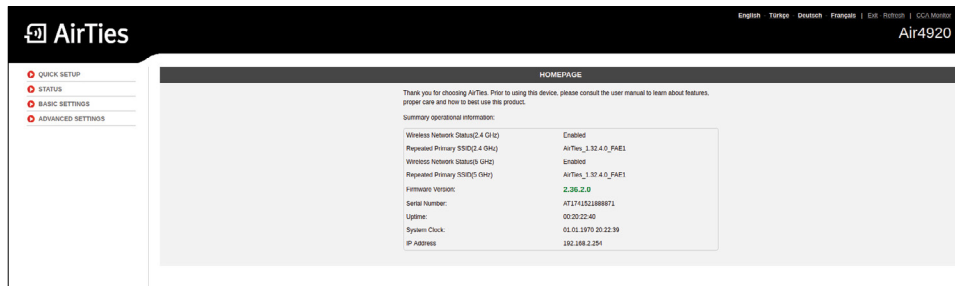 English - Türkçe - Deutsch - Français | Exit - Refresh | CCA Monitor
AirTies
Air4920
QUICK SETUP
STATUS
BASIC SETTINGS
ADVANCED SETTINGS
HOMEPAGE
Thank you for choosing AirTies. Prior to using this device, please consult the user manual to learn about features,
proper care and how to best use this product.
Summary operational information:
Wireless Network Status(2.4 GHz) Enabled
Repeated Primary SSID(2.4 GHz) AirTies_1.32.4.0_FAE1
Wireless Network Status(5 GHz) Enabled
Repeated Primary SSID(5 GHz) AirTies_1.32.4.0_FAE1
Firmware Version: 2.36.2.0
Serial Number: AT1741521888871
Uptime: 00:20:22:40
System Clock: 01.01.1970 20:22:39
IP Address 192.168.2.254